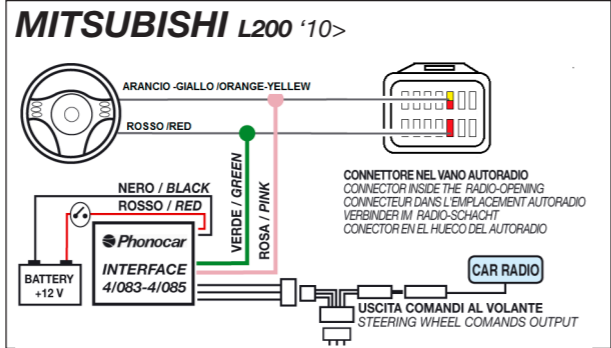 MITSUBISHI L200 '10>
ARANCIO -GIALLO /ORANGE-YELLEW
ROSSO /RED
NERO / BLACK
ROSSO / RED
VERDE / GREEN
ROSA / PINK
CONNETTORE NEL VANO AUTORADIO
CONNECTOR INSIDE THE RADIO-OPENING
CONNECTEUR DANS L'EMPLACEMENT AUTORADIO
VERBINDER IM RADIO-SCHACHT
CONECTOR EN EL HUECO DEL AUTORADIO
Phonocar
INTERFACE
4/083-4/085
BATTERY
+12 V
CAR RADIO
USCITA COMANDI AL VOLANTE
STEERING WHEEL COMANDS OUTPUT